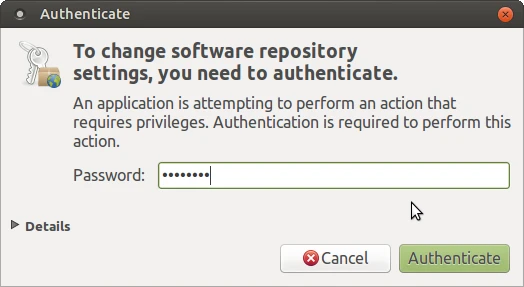 Authenticate
To change software repository
settings, you need to authenticate.
An application is attempting to perform an action that
requires privileges. Authentication is required to perform this
action.
Password: ••••••••
Details
Cancel Authenticate